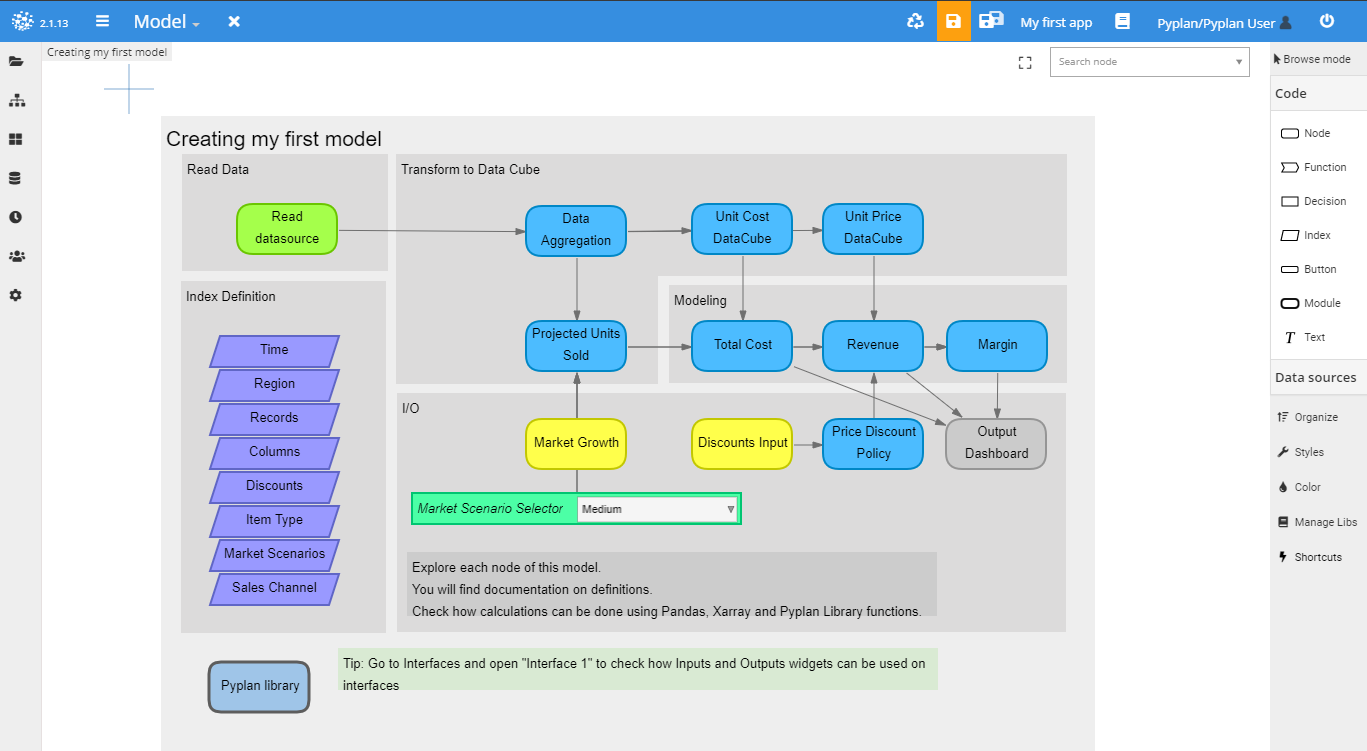 2.1.13
Model
My first app
Pyplan/Pyplan User
Creating my first model
Search node
Browse mode
Code
Node
Function
Decision
Index
Button
Module
T Text
Data sources
Organize
Styles
Color
Manage Libs
Shortcuts
Creating my first model
Read Data
Read
datasource
Transform to Data Cube
Data
Aggregation
Unit Cost
DataCube
Unit Price
DataCube
Projected Units
Sold
Index Definition
Time
Region
Records
Columns
Discounts
Item Type
Market Scenarios
Sales Channel
Modeling
Total Cost
Revenue
Margin
I/O
Market Growth
Discounts Input
Price Discount
Policy
Output
Dashboard
Market Scenario Selector
Medium
Explore each node of this model.
You will find documentation on definitions.
Check how calculations can be done using Pandas, Xarray and Pyplan Library functions.
Pyplan library
Tip: Go to Interfaces and open "Interface 1" to check how Inputs and Outputs widgets can be used on
interfaces